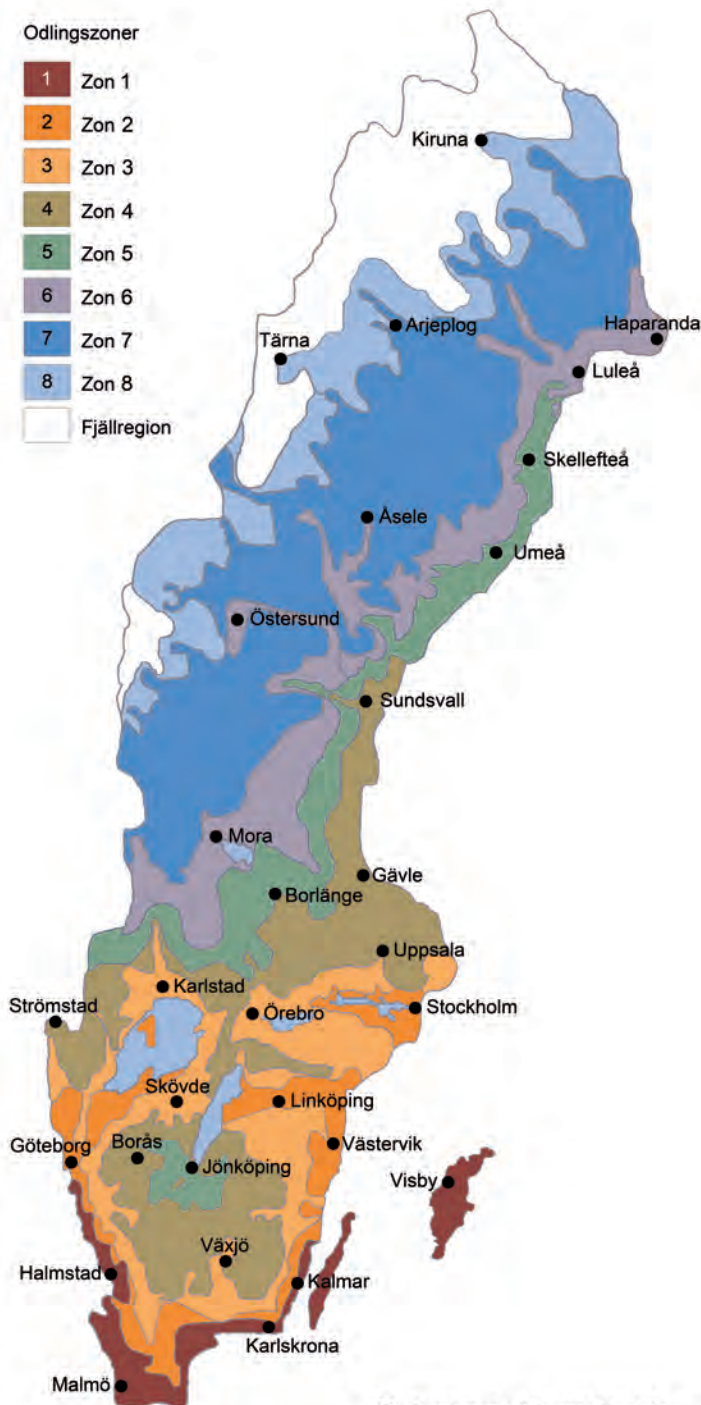 Odlingszoner
1 Zon 1
2 Zon 2
3 Zon 3
4 Zon 4
5 Zon 5
6 Zon 6
7 Zon 7
8 Zon 8
Fjällregion
Kiruna
Haparanda
Arjeplog
Tärna
Luleå
Skellefteå
Åsele
Umeå
Östersund
Sundsvall
Mora
Gävle
Borlänge
Uppsala
Karlstad
Stockholm
Örebro
Strömstad
Skövde
Linköping
Borås
Västervik
Göteborg
Jönköping
Visby
Växjö
Halmstad
Kalmar
Karlskrona
Malmö